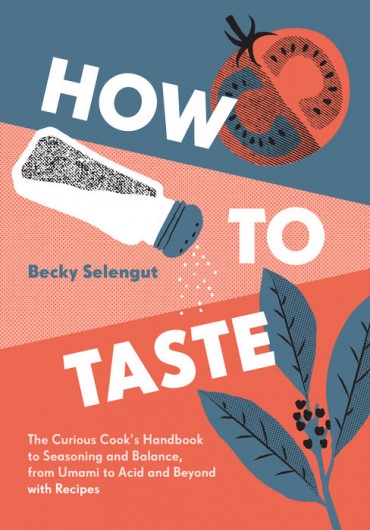 HOW
TO
Becky Selengut
TASTE
The Curious Cook's Handbook
to Seasoning and Balance,
from Umami to Acid and Beyond
with Recipes